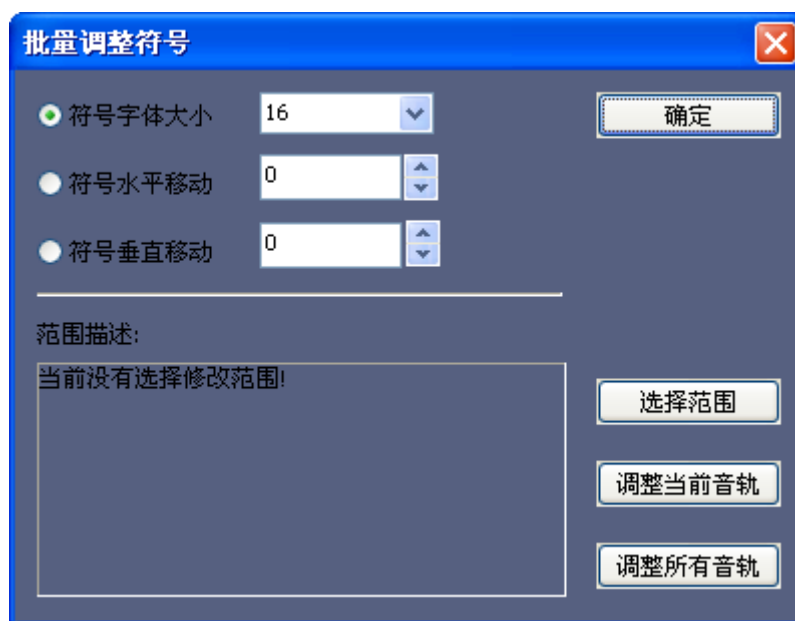 批量调整符号
符号字体大小 16 确定
符号水平移动 0
符号垂直移动 0
范围描述:
当前没有选择修改范围!
选择范围
调整当前音轨
调整所有音轨